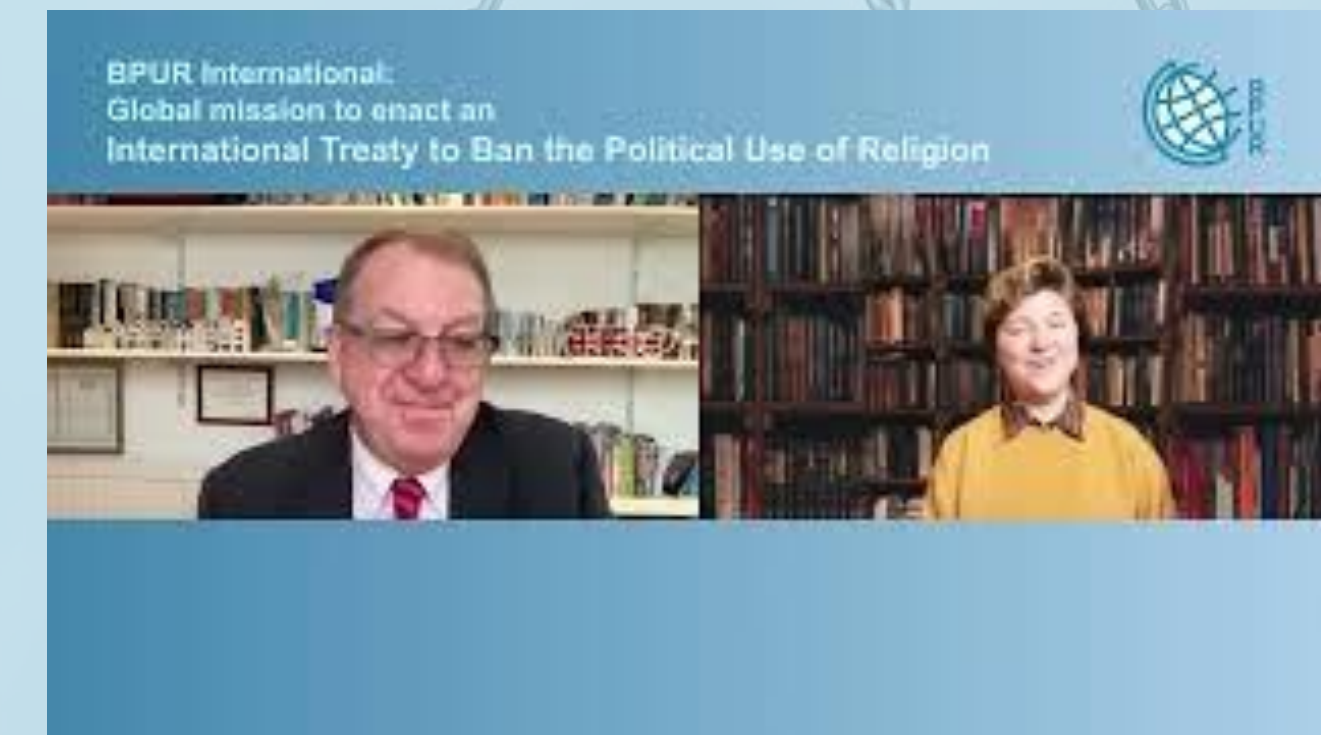 BPUR International:
Global mission to enact an
International Treaty to Ban the Political Use of Religion
BPUR